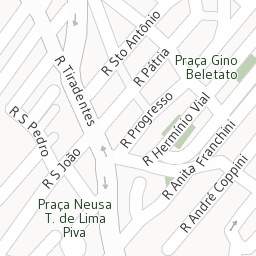 R Sto Antônio
R Pátria
Praça Gino
Beletato
R Tiradentes
R Progresso
R Hermínio Vial
R S Pedro
R S João
R Anita Franchini
R André Coppini
Praça Neusa
T. de Lima
Piva